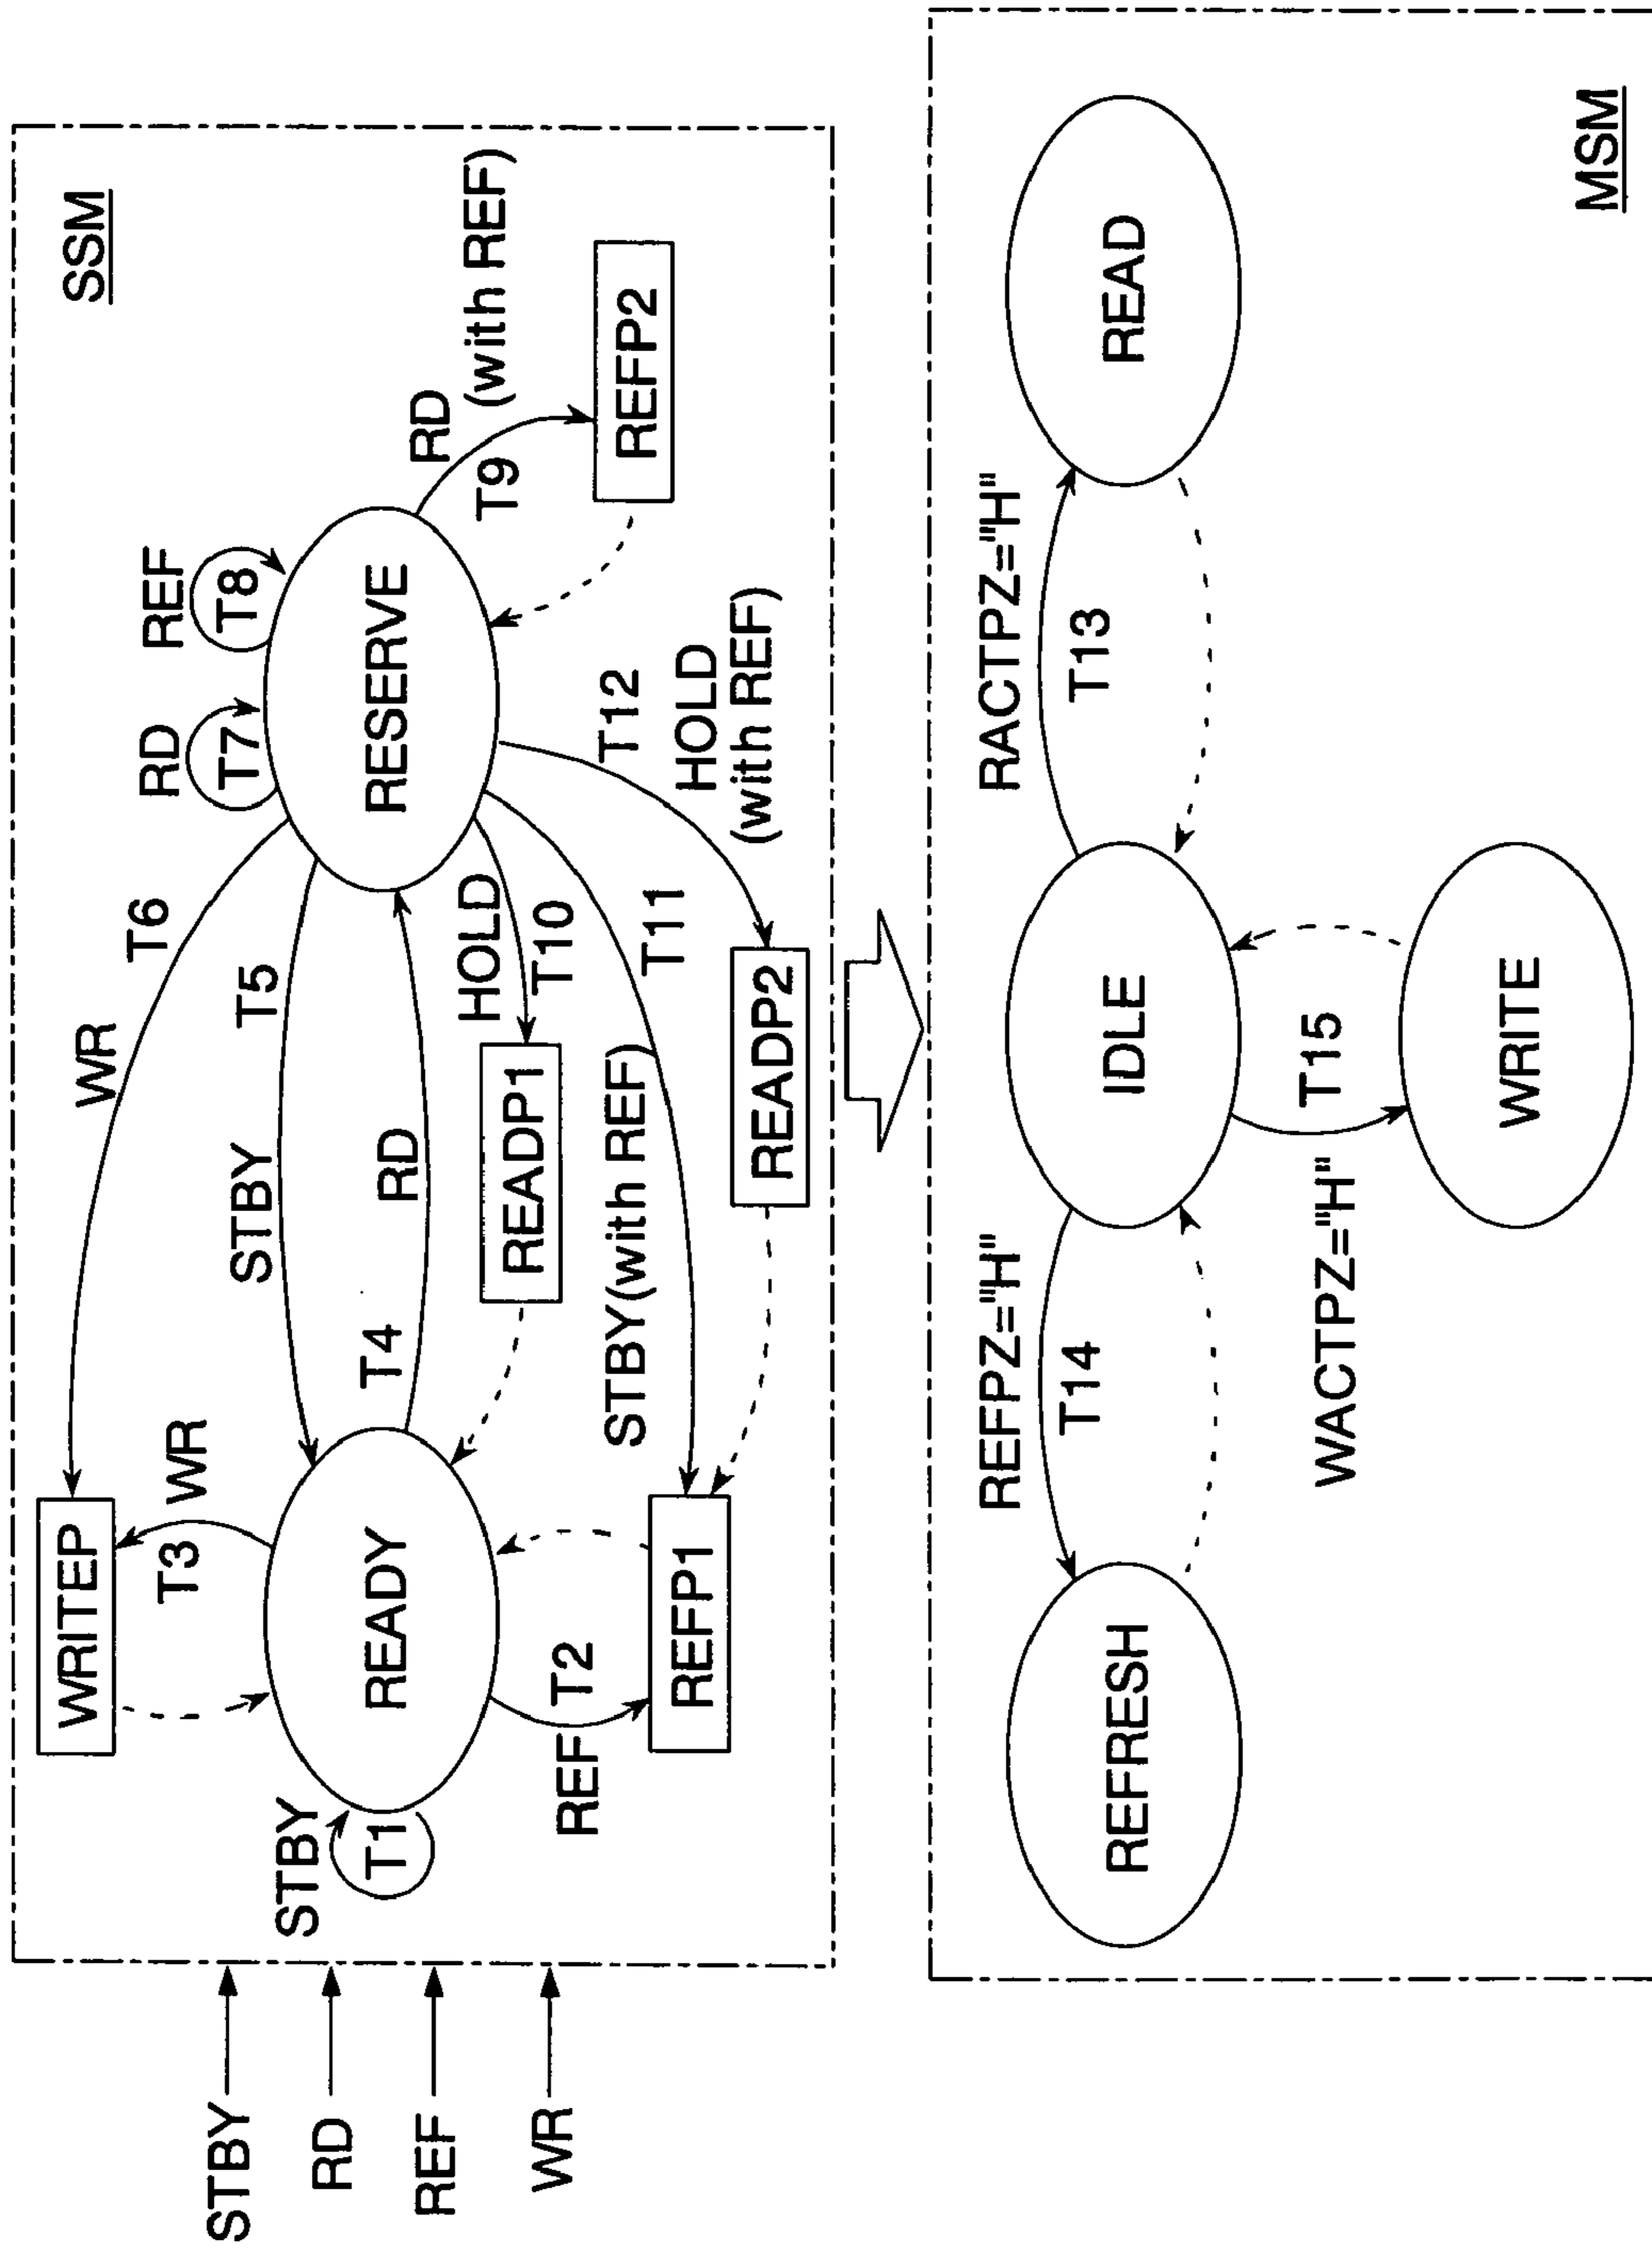 STBY
RD
REF
WR
SSM
WRITEP
WR
T6
T3
WR
STBY
T5
REF
T8
RD
T7
STBY
T1
READY
T4
RD
RESERVE
RD
(with REF)
T9
HOLD
T10
READP1
REF
T2
REFP1
STBY(with REF)
T11
T12
HOLD
(with REF)
REFP2
READP2
REFPZ="H"
T14
RACTPZ="H"
T13
REFRESH
IDLE
READ
WACTPZ="H"
T15
WRITE
MSM